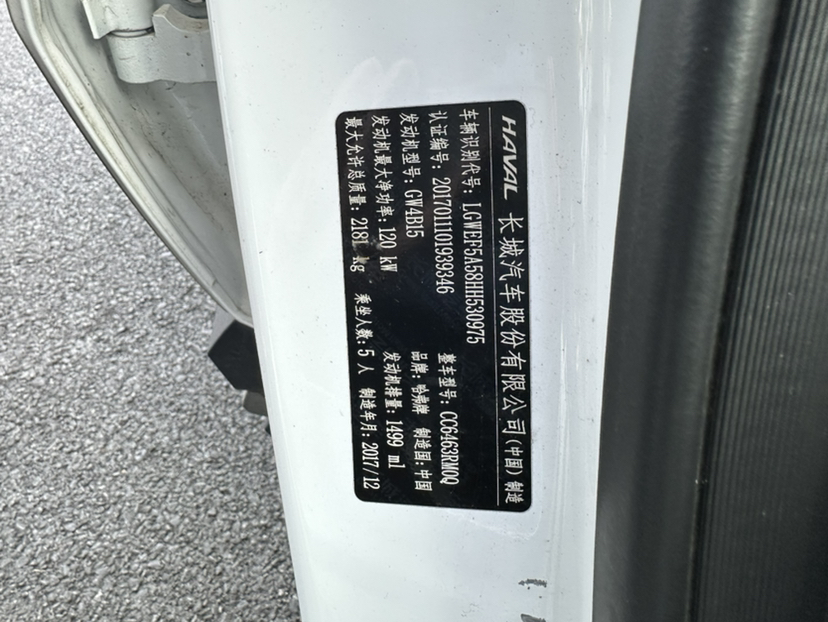 HAVAL 长城汽车股份有限公司(中国)制造
车辆识别代号: LGWEF5A58HH530975
认证编号: 2017011101939346 整车型号: CC6463RM0Q
发动机型号: GW4B15 品牌: 哈弗牌 制造国: 中国
发动机最大净功率: 120 kW 发动机排量: 1499 ml
最大允许总质量: 2181 kg 乘坐人数: 5 人 制造年月: 2017/12